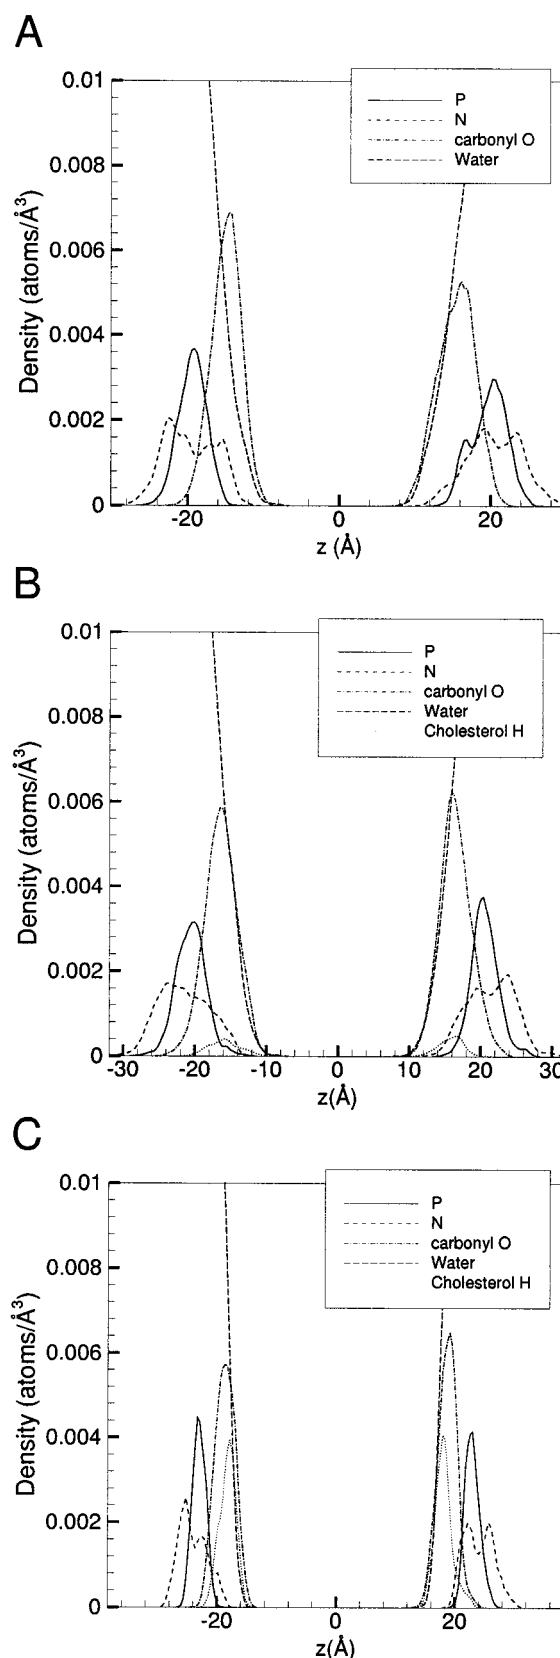 A
0.01
0.008
0.006
0.004
0.002
0
Density (atoms/Å³)
P
N
carbonyl O
Water
-20 0 20
z (Å)
B
0.01
0.008
0.006
0.004
0.002
0
Density (atoms/Å³)
P
N
carbonyl O
Water
Cholesterol H
-30 -20 -10 0 10 20 30
z(Å)
C
0.01
0.008
0.006
0.004
0.002
0
Density (atoms/Å³)
P
N
carbonyl O
Water
Cholesterol H
-20 0 20
z(Å)